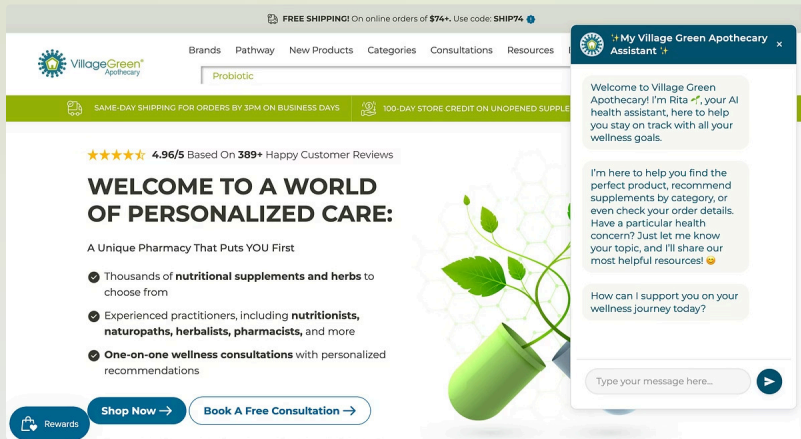 FREE SHIPPING! On online orders of $74+. Use code: SHIP74
VillageGreen®
Apothecary
Brands Pathway New Products Categories Consultations Resources
Probiotic
SAME-DAY SHIPPING FOR ORDERS BY 3PM ON BUSINESS DAYS
100-DAY STORE CREDIT ON UNOPENED
4.96/5 Based On 389+ Happy Customer Reviews
WELCOME TO A WORLD
OF PERSONALIZED CARE:
A Unique Pharmacy That Puts YOU First
Thousands of nutritional supplements and herbs to
choose from
Experienced practitioners, including nutritionists,
naturopaths, herbalists, pharmacists, and more
One-on-one wellness consultations with personalized
recommendations
Shop Now →
Book A Free Consultation →
Rewards
✨My Village Green Apothecary
Assistant ✨
×
Welcome to Village Green
Apothecary! I'm Rita 🌱, your AI
health assistant, here to help
you stay on track with all your
wellness goals.
I'm here to help you find the
perfect product, recommend
supplements by category, or
even check your order details.
Have a particular health
concern? Just let me know
your topic, and I'll share our
most helpful resources! 😊
How can I support you on your
wellness journey today?
Type your message here...